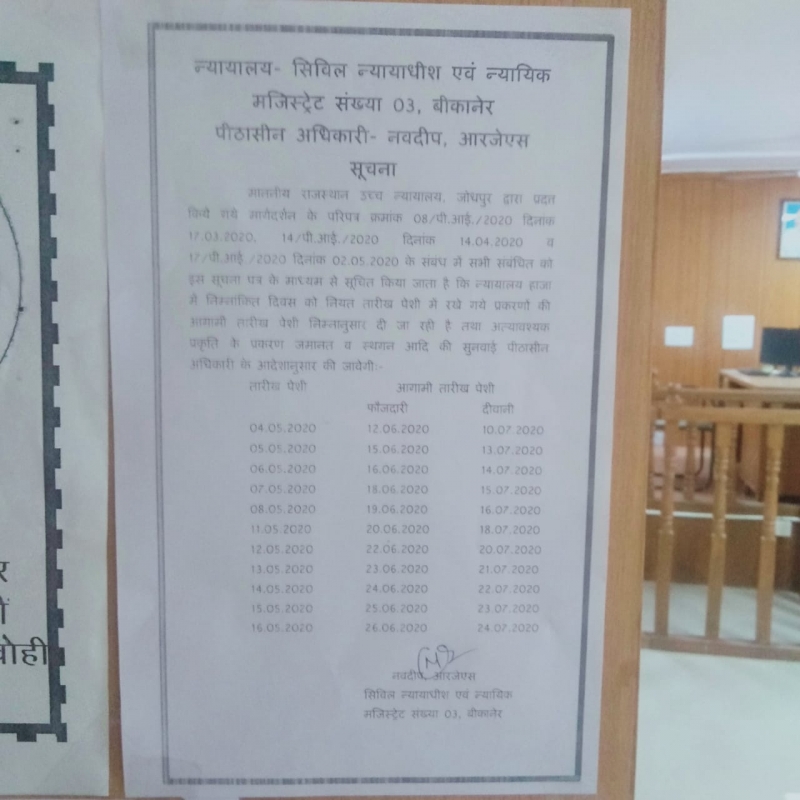 न्यायालय- सिविल न्यायाधीश एवं न्यायिक
मजिस्ट्रेट संख्या 03, बीकानेर
पीठासीन अधिकारी- नवदीप, आरजेएस
सूचना
माननीय राजस्थान उच्च न्यायालय, जोधपुर द्वारा प्रदत
किये गये मार्गदर्शन के परिपत्र क्रमांक 08/पी.आई./2020 दिनांक
17.03.2020, 14/पी.आई./2020 दिनांक 14.04.2020 व
17/पी.आई./2020 दिनांक 02.05.2020 के संबंध में सभी संबंधित को
इस सूचना पत्र के माध्यम से सूचित किया जाता है कि न्यायालय हाजा
में निम्नांकित दिवस को नियत तारीख पेशी में रखे गये प्रकरणों की
आगामी तारीख पेशी निम्नानुसार दी जा रही है तथा अत्यावश्यक
प्रकृति के प्रकरण जमानत व स्थगन आदि की सुनवाई पीठासीन
अधिकारी के आदेशानुसार की जावेगी:-
तारीख पेशी आगामी तारीख पेशी
फौजदारी दीवानी
04.05.2020 12.06.2020 10.07.2020
05.05.2020 15.06.2020 13.07.2020
06.05.2020 16.06.2020 14.07.2020
07.05.2020 18.06.2020 15.07.2020
08.05.2020 19.06.2020 16.07.2020
11.05.2020 20.06.2020 18.07.2020
12.05.2020 22.06.2020 20.07.2020
13.05.2020 23.06.2020 21.07.2020
14.05.2020 24.06.2020 22.07.2020
15.05.2020 25.06.2020 23.07.2020
16.05.2020 26.06.2020 24.07.2020
नवदीप, आरजेएस
सिविल न्यायाधीश एवं न्यायिक
मजिस्ट्रेट संख्या 03, बीकानेर